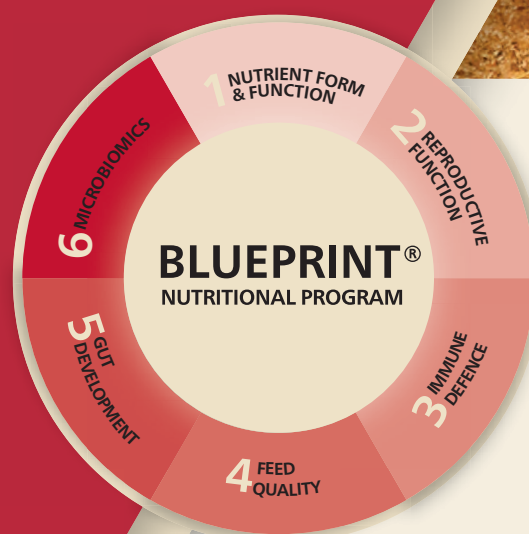 1 NUTRIENT FORM
& FUNCTION
2 REPRODUCTIVE
FUNCTION
3 IMMUNE
DEFENCE
4 FEED
QUALITY
5 GUT
DEVELOPMENT
6 MICROBIOMICS
BLUEPRINT®
NUTRITIONAL PROGRAM